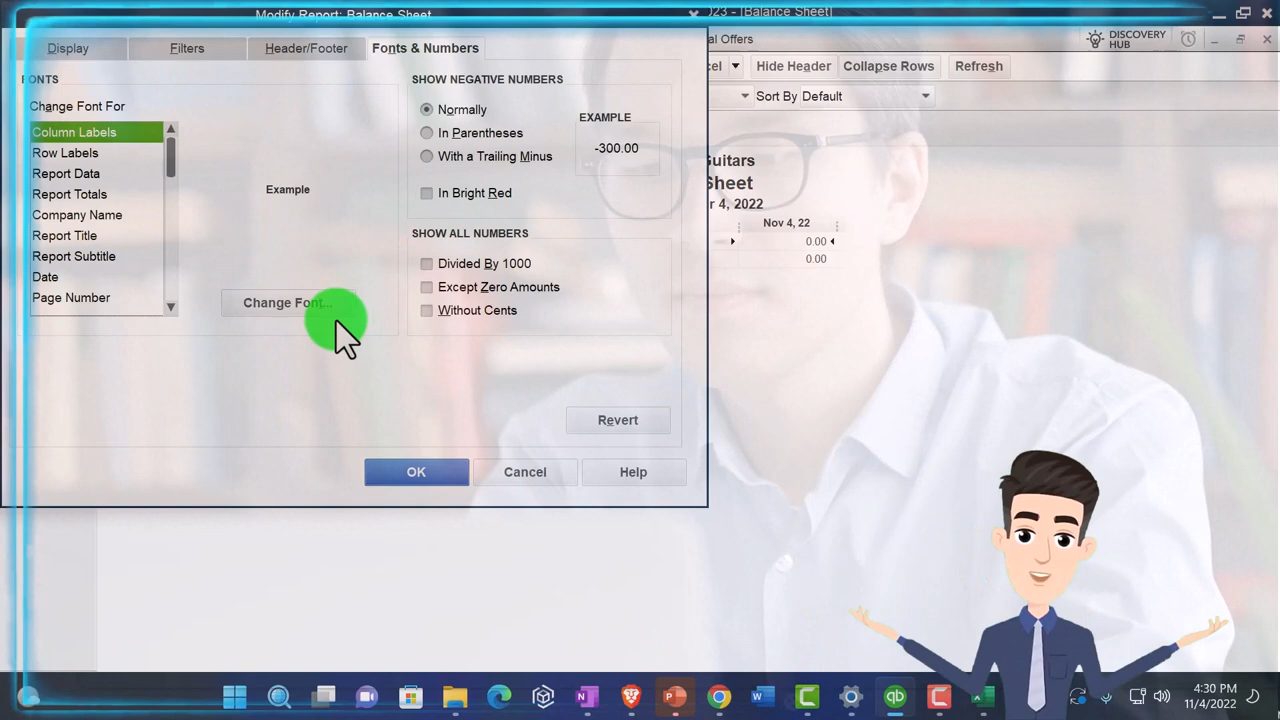 Modify Report: Balance Sheet
023 - [Balance Sheet]
Display
Filters
Header/Footer
Fonts & Numbers
al Offers
DISCOVERY
HUB
cel
Hide Header
Collapse Rows
Refresh
Sort By
Default
FONTS
Change Font For
Column Labels
Row Labels
Report Data
Report Totals
Company Name
Report Title
Report Subtitle
Date
Page Number
Example
Change Font...
SHOW NEGATIVE NUMBERS
Normally
In Parentheses
With a Trailing Minus
In Bright Red
EXAMPLE
-300.00
SHOW ALL NUMBERS
Divided By 1000
Except Zero Amounts
Without Cents
Revert
OK
Cancel
Help
Guitars
Sheet
r 4, 2022
Nov 4, 22
0.00
0.00
4:30 PM
11/4/2022